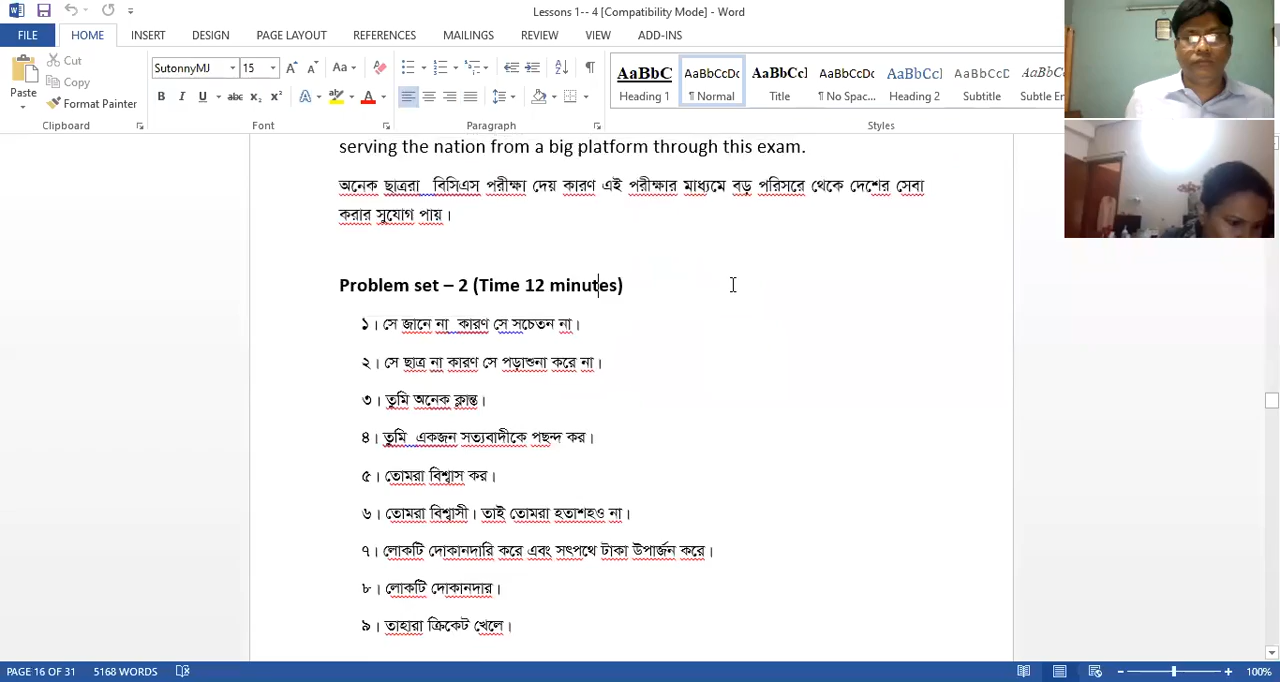 Lessons 1-- 4 [Compatibility Mode] - Word
FILE HOME INSERT DESIGN PAGE LAYOUT REFERENCES MAILINGS REVIEW VIEW ADD-INS
Paste
Cut
Copy
Format Painter
Clipboard
SuttonnyMJ 15
Font
Paragraph
AaBbC AaBbCcDc AaBbCcl AaBbCcDc AaBbCcl AaBbCcD AaBbCcD
Heading 1 ¶ Normal Title ¶ No Spac... Heading 2 Subtitle Subtle Em
Styles
serving the nation from a big platform through this exam.
অনেক ছাত্ররা বিসিএস পরীক্ষা দেয় কারণ এই পরীক্ষার মাধ্যমে বড় পরিসরে থেকে দেশের সেবা
করার সুযোগ পায়।
Problem set – 2 (Time 12 minutes)
১। সে জানে না কারণ সে সচেতন না।
২। সে ছাত্র না কারণ সে পড়াশুনা করে না।
৩। তুমি অনেক ক্লান্ত।
৪। তুমি একজন সত্যবাদীকে পছন্দ কর।
৫। তোমরা বিশ্বাস কর।
৬। তোমরা বিশ্বাসী। তাই তোমরা হতাশহও না।
৭। লোকটি দোকানদারি করে এবং সৎপথে টাকা উপার্জন করে।
৮। লোকটি দোকানদার।
৯। তাহারা ক্রিকেট খেলে।
PAGE 16 OF 31 5168 WORDS 100%